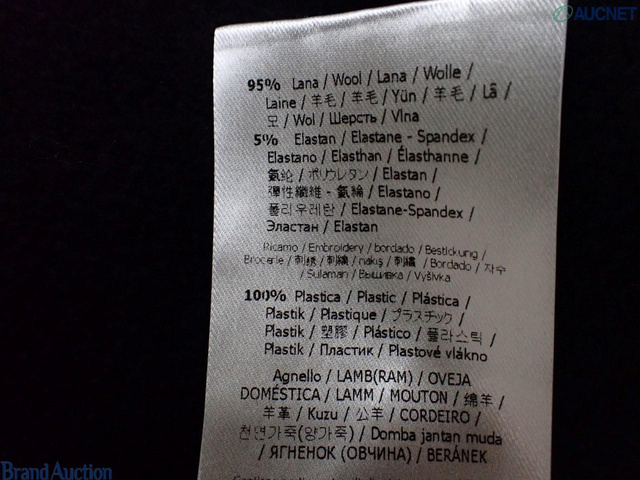 AUCNET
95% Lana / Wool / Lana / Wolle /
Laine / 羊毛 / 羊毛 / Yün / 羊毛 / Lã /
모 / Wol / Шерсть / Vlna
5% Elastan / Elastane - Spandex /
Elastano / Elasthan / Élasthanne /
氨纶 / ポリウレタン / Elastan /
彈性纖維 - 氨綸 / Elastano /
폴리우레탄 / Elastane-Spandex /
Эластан / Elastan
Ricamo / Embroidery / bordado / Bestickung /
Broderie / 刺绣 / 刺繍 / nakış / 刺繡 / Bordado / 자수
/ Sulaman / Вышивка / Výšivka
100% Plastica / Plastic / Plástica /
Plastik / Plastique / プラスチック /
Plastik / 塑膠 / Plástico / 플라스틱 /
Plastik / Пластик / Plastové vlákno
Agnello / LAMB(RAM) / OVEJA
DOMÉSTICA / LAMM / MOUTON / 绵羊 /
羊革 / Kuzu / 公羊 / CORDEIRO /
천연가죽(양가죽) / Domba jantan muda
/ ЯГНЕНОК (ОВЧИНА) / BERÁNEK
Brand Auction